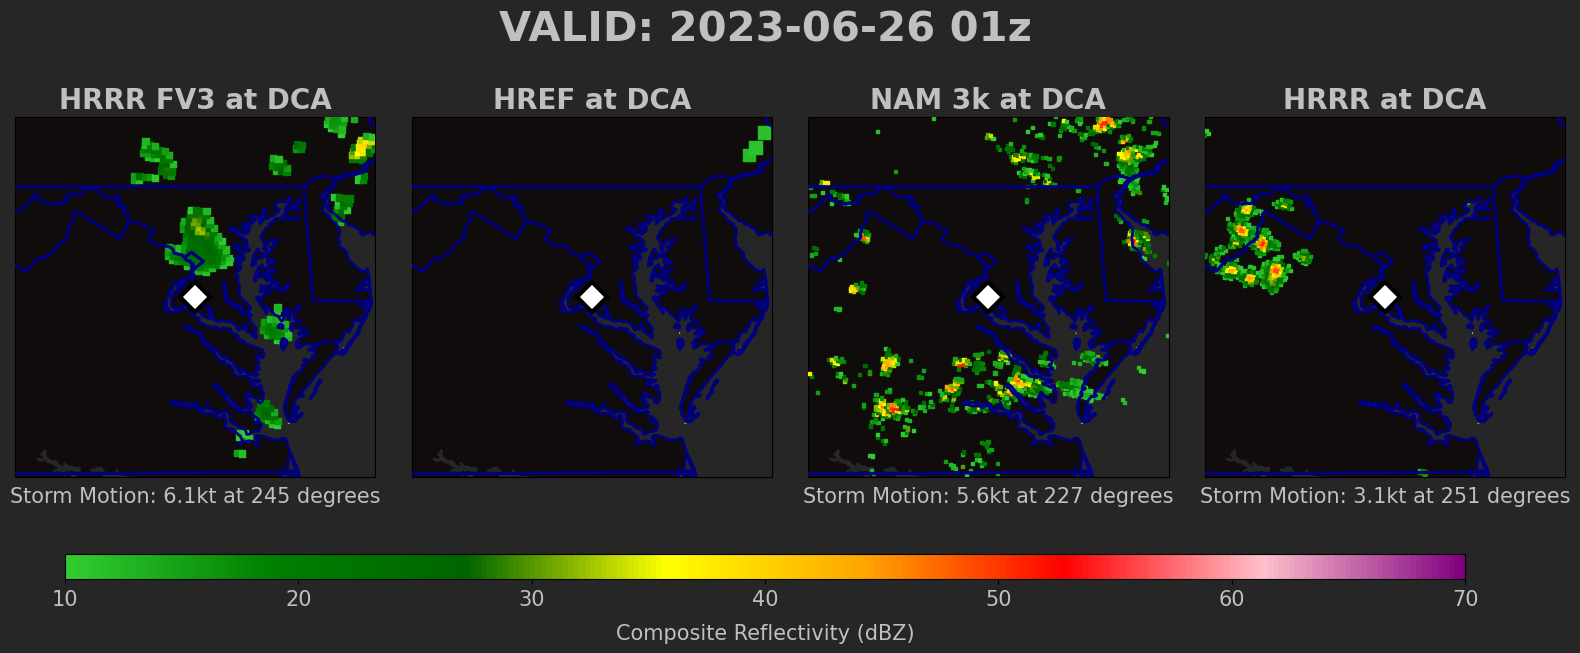 VALID: 2023-06-26 01z
HRRR FV3 at DCA
HREF at DCA
NAM 3k at DCA
HRRR at DCA
Storm Motion: 6.1kt at 245 degrees
Storm Motion: 5.6kt at 227 degrees
Storm Motion: 3.1kt at 251 degrees
10 20 30 40 50 60 70
Composite Reflectivity (dBZ)